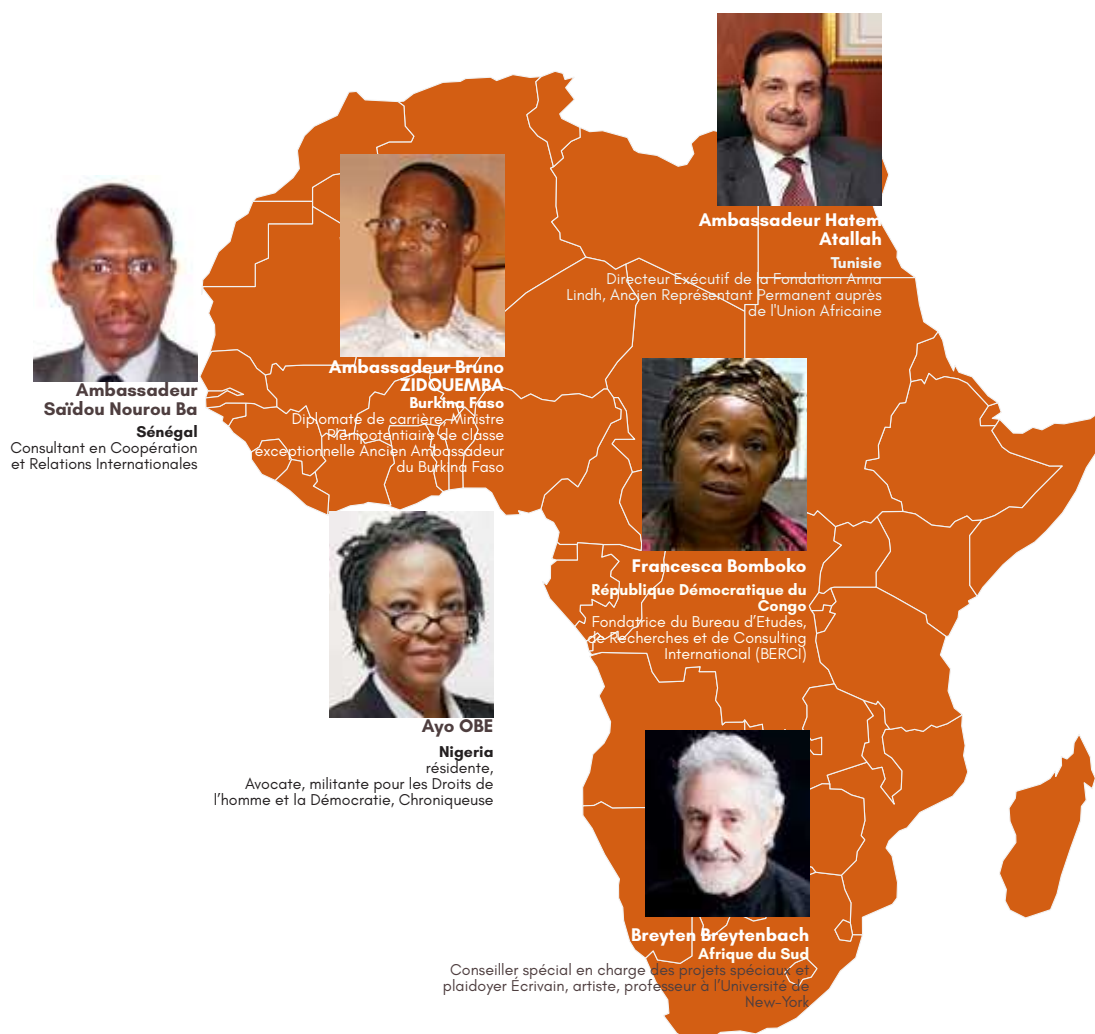 Ambassadeur Hatem
Atallah
Tunisie
Directeur Exécutif de la Fondation Anna
Lindh, Ancien Représentant Permanent auprès
de l'Union Africaine
Ambassadeur Bruno
ZIDQUEMBA
Burkina Faso
Diplomate de carrière, Ministre
Plénipotentiaire de classe
exceptionnelle Ancien Ambassadeur
du Burkina Faso
Ambassadeur
Saïdou Nourou Ba
Sénégal
Consultant en Coopération
et Relations Internationales
Francesca Bomboko
République Démocratique du
Congo
Fondatrice du Bureau d'Etudes,
de Recherches et de Consulting
International (BERCI)
Ayo OBE
Nigeria
résidente,
Avocate, militante pour les Droits de
l'homme et la Démocratie, Chroniqueuse
Breyten Breytenbach
Afrique du Sud
Conseiller spécial en charge des projets spéciaux et
plaidoyer Écrivain, artiste, professeur à l'Université de
New-York